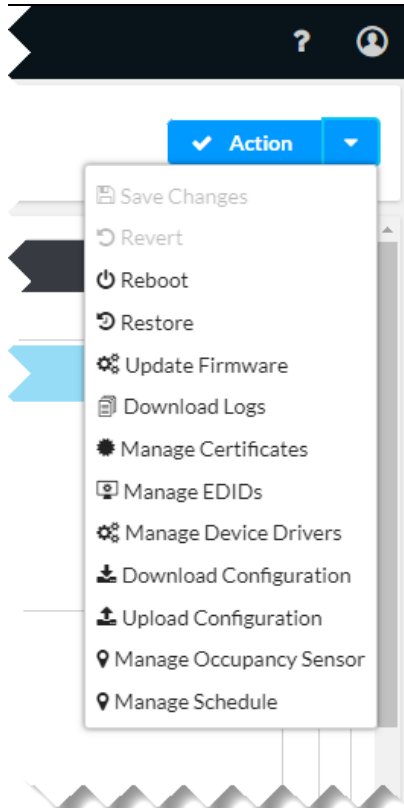 ?
Action
Save Changes
Revert
Reboot
Restore
Update Firmware
Download Logs
Manage Certificates
Manage EDIDs
Manage Device Drivers
Download Configuration
Upload Configuration
Manage Occupancy Sensor
Manage Schedule